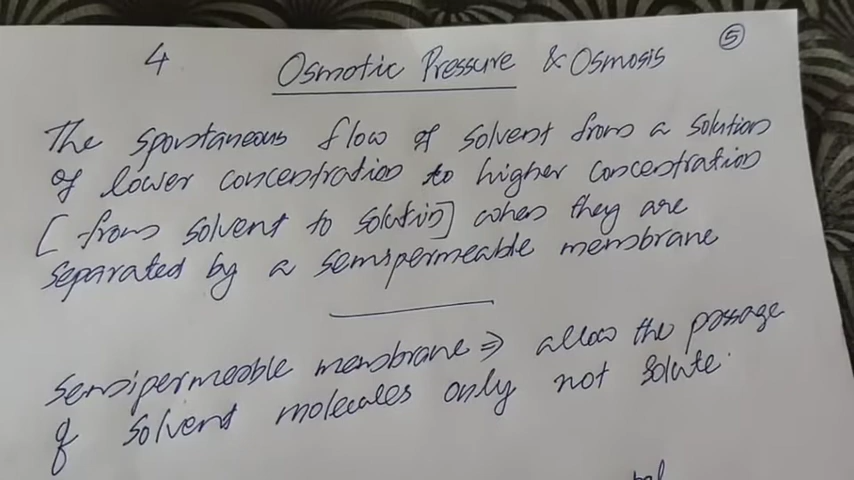 4 Osmotic Pressure & Osmosis ⑤
The spontaneous flow of solvent from a solution
of lower concentration to higher concentration
[from solvent to solution] when they are
separated by a semipermeable membrane
Semipermeable membrane ⇒ allow the passage
of solvent molecules only not solute.